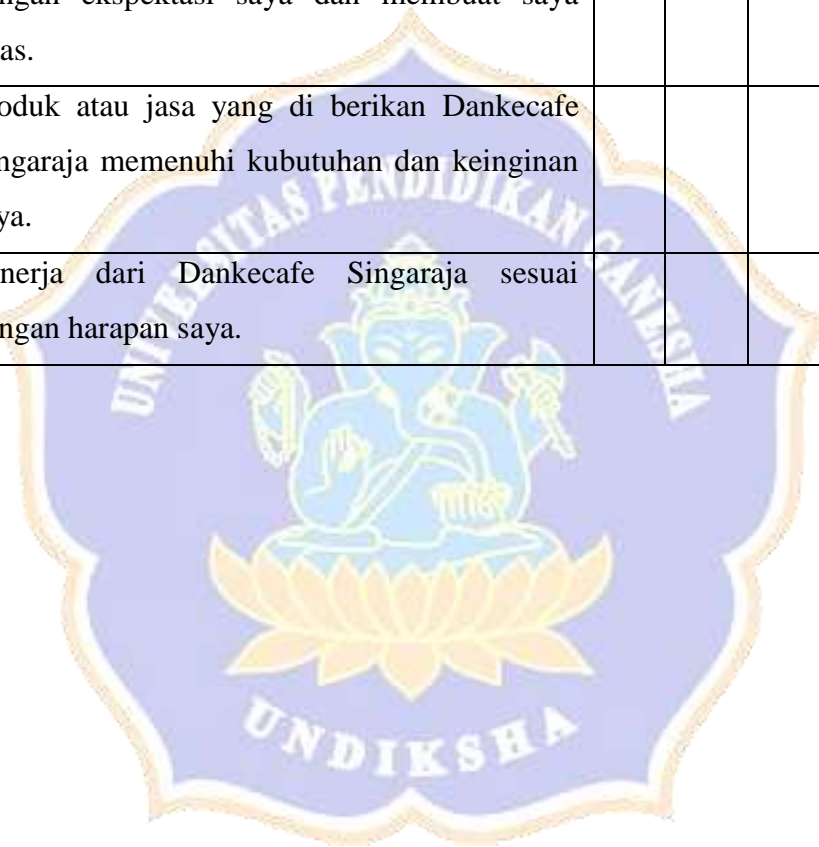 ngan ekspektasi saya dan membuat saya
as.
oduk atau jasa yang di berikan Dankecafe
ngaraja memenuhi kubutuhan dan keinginan
ya.
nerja dari Dankecafe Singaraja sesuai
ngan harapan saya.
UNIVERSITAS PENDIDIKAN GANESHA
UNDIKSHA